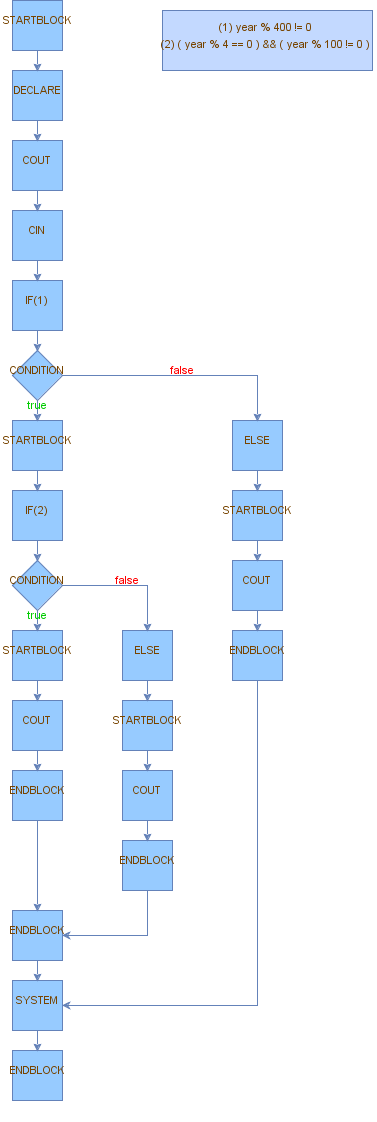 STARTBLOCK
(1) year % 400 != 0
(2) ( year % 4 == 0 ) && ( year % 100 != 0 )
DECLARE
COUT
CIN
IF(1)
CONDITION
false
true
STARTBLOCK
ELSE
IF(2)
STARTBLOCK
CONDITION
false
COUT
true
STARTBLOCK
ELSE
ENDBLOCK
COUT
STARTBLOCK
ENDBLOCK
COUT
ENDBLOCK
ENDBLOCK
SYSTEM
ENDBLOCK